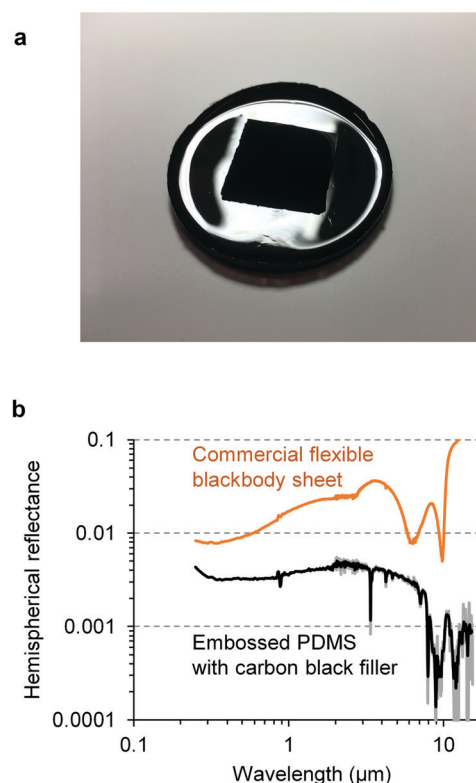 a
b
0.1
Commercial flexible
blackbody sheet
0.01
Hemispherical reflectance
0.001
Embossed PDMS
with carbon black filler
0.0001
0.1
1
10
Wavelength (µm)